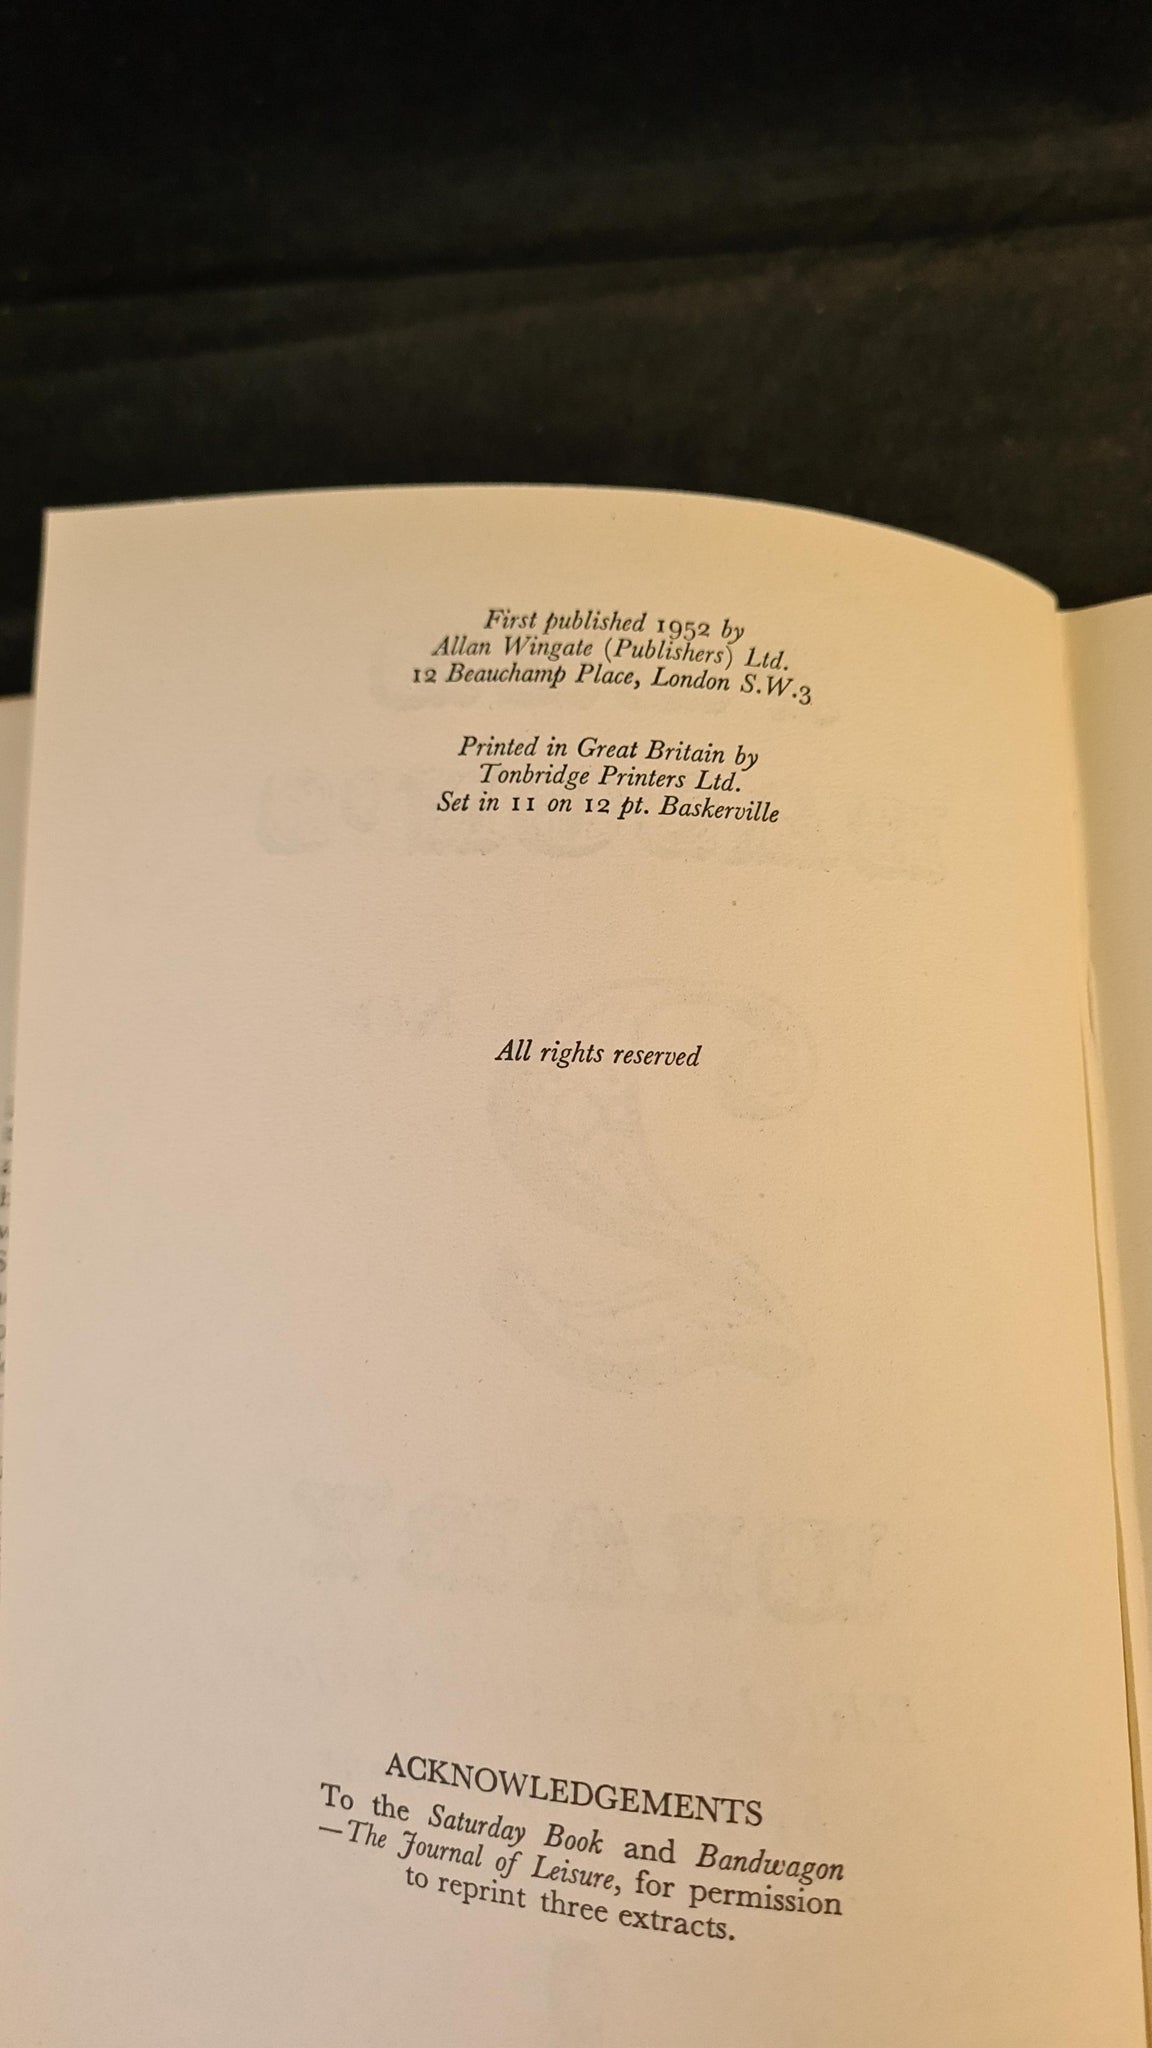 First published 1952 by
Allan Wingate (Publishers) Ltd.
12 Beauchamp Place, London S.W.3
Printed in Great Britain by
Tonbridge Printers Ltd.
Set in 11 on 12 pt. Baskerville
All rights reserved
ACKNOWLEDGEMENTS
To the Saturday Book and Bandwagon
—The Journal of Leisure, for permission
to reprint three extracts.